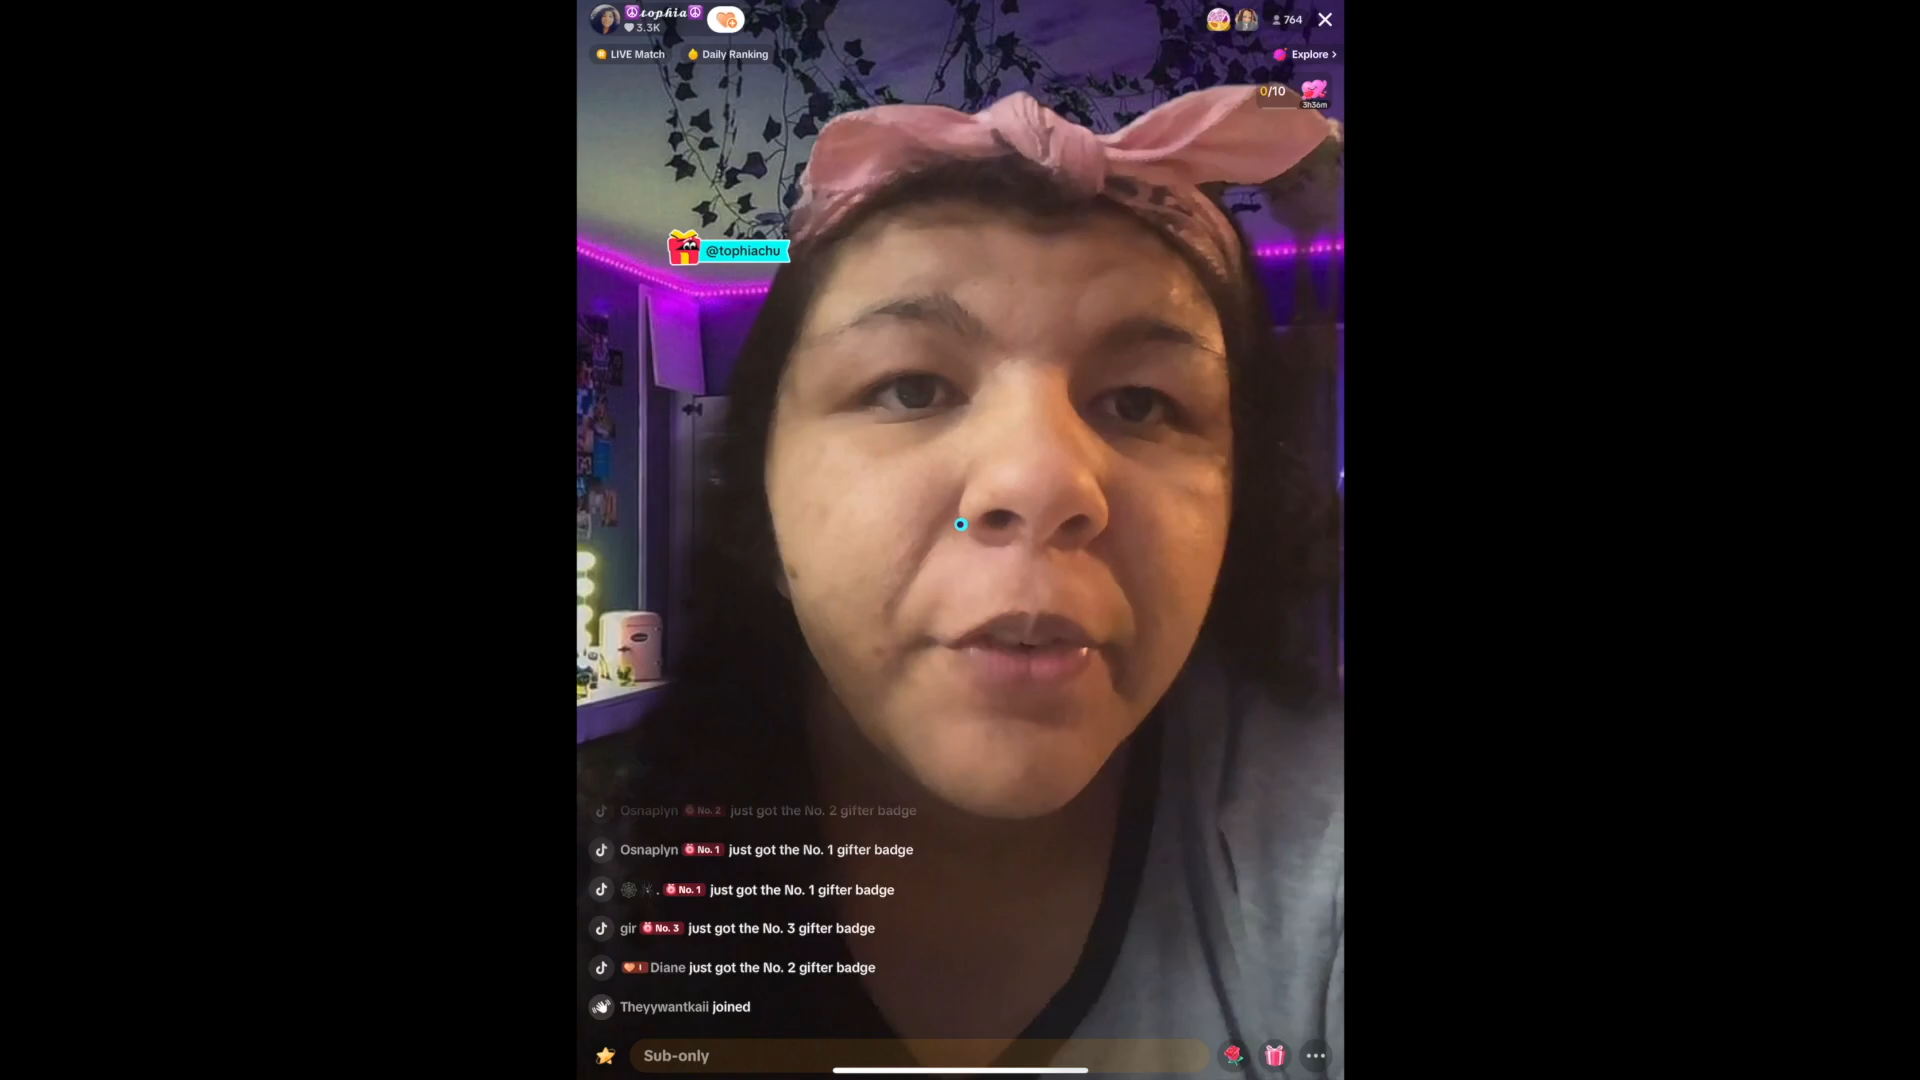 ☮tophia☮
3.3K
764
LIVE Match
Daily Ranking
Explore >
0/10
3h36m
@tophiachu
Osnaplyn No. 2 just got the No. 2 gifter badge
Osnaplyn No. 1 just got the No. 1 gifter badge
🕸🕷. No. 1 just got the No. 1 gifter badge
gir No. 3 just got the No. 3 gifter badge
I Diane just got the No. 2 gifter badge
Theyywantkaii joined
Sub-only